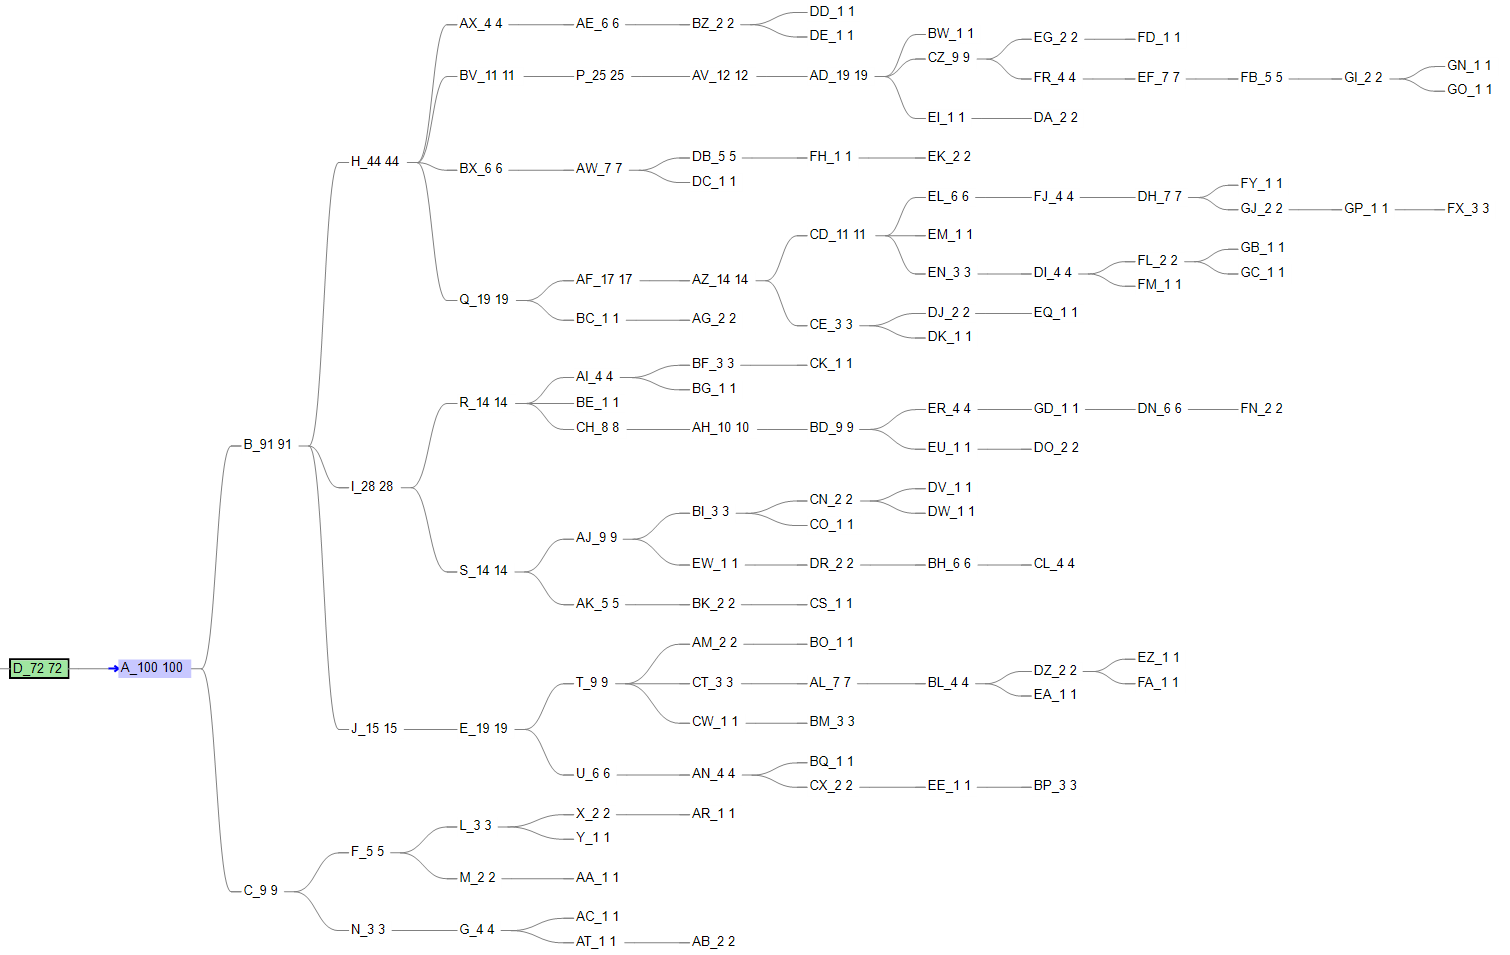 DD_1 1
AX_4 4 AE_6 6 BZ_2 2
DE_1 1
BW_1 1
EG_2 2 FD_1 1
CZ_9 9
GN_1 1
BV_11 11 P_25 25 AV_12 12 AD_19 19
FR_4 4 EF_7 7 FB_5 5 GI_2 2
GO_1 1
EI_1 1 DA_2 2
DB_5 5 FH_1 1 EK_2 2
H_44 44
BX_6 6 AW_7 7
DC_1 1
FY_1 1
EL_6 6 FJ_4 4 DH_7 7
GJ_2 2 GP_1 1 FX_3 3
CD_11 11 EM_1 1
GB_1 1
FL_2 2
EN_3 3 DI_4 4 GC_1 1
AF_17 17 AZ_14 14
FM_1 1
Q_19 19
DJ_2 2 EQ_1 1
BC_1 1 AG_2 2
CE_3 3
DK_1 1
BF_3 3 CK_1 1
AI_4 4
BG_1 1
R_14 14 BE_1 1
ER_4 4 GD_1 1 DN_6 6 FN_2 2
CH_8 8 AH_10 10 BD_9 9
B_91 91
EU_1 1 DO_2 2
I_28 28
DV_1 1
CN_2 2
BI_3 3 DW_1 1
CO_1 1
AJ_9 9
EW_1 1 DR_2 2 BH_6 6 CL_4 4
S_14 14
AK_5 5 BK_2 2 CS_1 1
AM_2 2 BO_1 1
EZ_1 1
D_72 72 A_100 100
DZ_2 2
T_9 9 CT_3 3 AL_7 7 BL_4 4 FA_1 1
EA_1 1
CW_1 1 BM_3 3
J_15 15 E_19 19
BQ_1 1
U_6 6 AN_4 4
CX_2 2 EE_1 1 BP_3 3
X_2 2 AR_1 1
L_3 3
Y_1 1
F_5 5
M_2 2 AA_1 1
C_9 9
AC_1 1
N_3 3 G_4 4
AT_1 1 AB_2 2